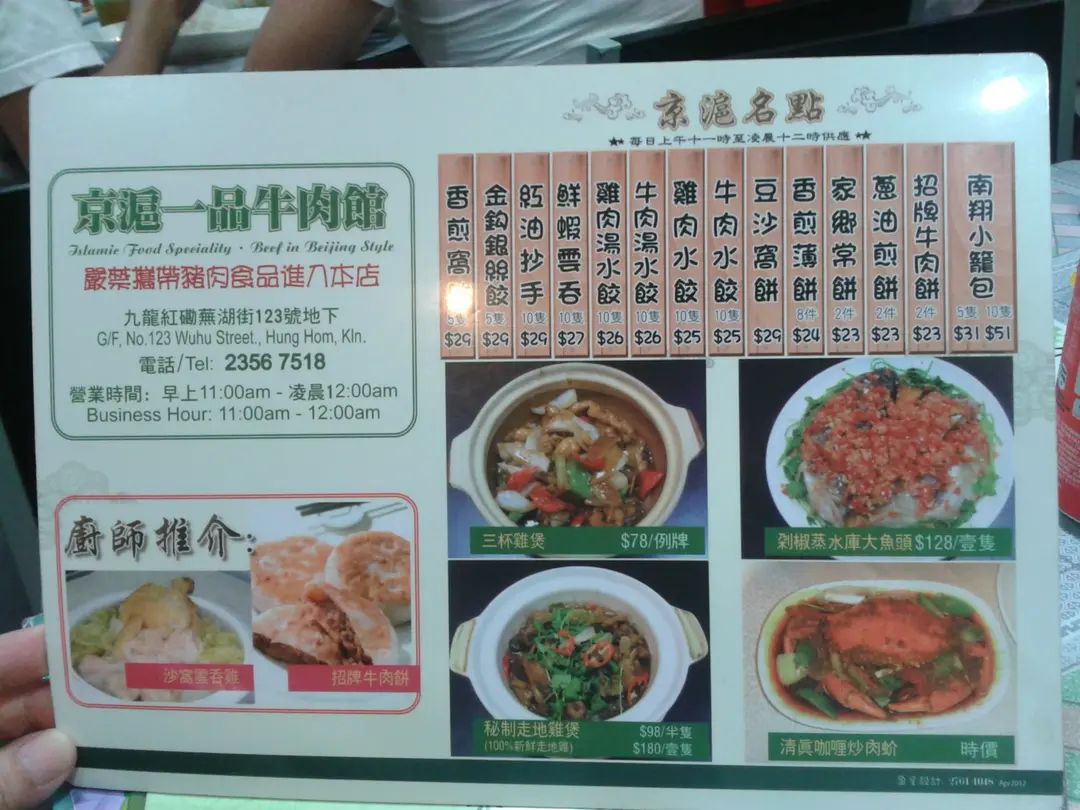 京滬一品牛肉館
Islamic Food Speciality · Beef in Beijing Style
嚴禁攜帶豬肉食品進入本店
九龍紅磡蕪湖街123號地下
G/F, No.123 Wuhu Street., Hung Hom, Kln.
電話/Tel: 2356 7518
營業時間: 早上11:00am - 凌晨12:00am
Business Hour: 11:00am - 12:00am
廚師推介:
沙窩雲吞雞
招牌牛肉餅
京滬名點
每日上午十一時至凌晨十二時供應
南翔小籠包 5隻 $31 10隻 $51
招牌牛肉餅 2件 $23
蔥油煎餅 2件 $23
家鄉常餅 2件 $23
香煎薄餅 8件 $24
豆沙窩餅 $29
牛肉水餃 10隻 $25
雞肉水餃 10隻 $25
牛肉湯水餃 10隻 $26
雞肉湯水餃 10隻 $26
鮮蝦雲吞 10隻 $27
紅油抄手 10隻 $29
金鈎銀絲餃 5隻 $29
香煎窩 5隻 $29
三杯雞煲 $78/例牌
剁椒蒸水庫大魚頭 $128/壹隻
秘制走地雞煲 $98/半隻
(100%新鮮走地雞) $180/壹隻
清真咖喱炒肉蚧 時價